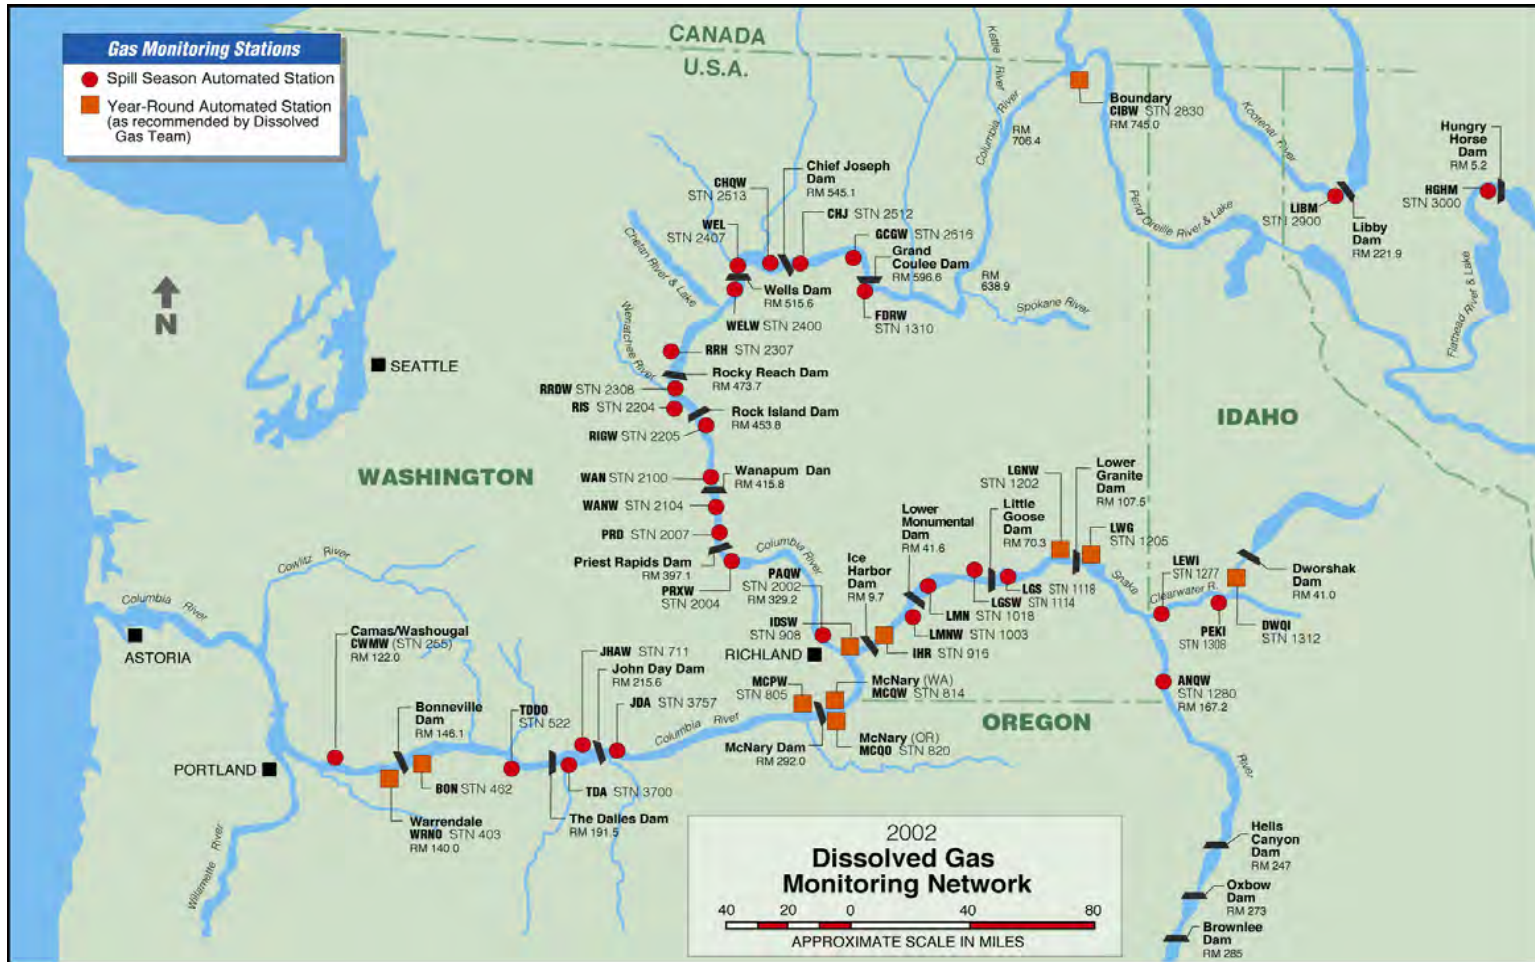 Gas Monitoring Stations
Spill Season Automated Station
Year-Round Automated Station
(as recommended by Dissolved
Gas Team)
CANADA
U.S.A.
Kettle River
Columbia River
RM
706.4
Boundary
CIBW STN 2830
RM 745.0
Kootenai River
Hungry
Horse
Dam
RM 5.2
HGHM
STN 3000
LIBM
STN 2900
Libby
Dam
RM 221.9
Pend Oreille River & Lake
Flathead River & Lake
Chief Joseph
Dam
RM 545.1
CHQW
STN 2513
CHJ STN 2512
WEL
STN 2407
GCGW STN 2516
Grand
Coulee Dam
RM 596.6
RM
638.9
Spokane River
Chelan River & Lake
Wells Dam
RM 515.6
WELW STN 2400
FDRW
STN 1310
Wenatchee River
N
SEATTLE
RRH STN 2307
Rocky Reach Dam
RM 473.7
RRDW STN 2308
RIS STN 2204
Rock Island Dam
RM 453.8
RIGW STN 2205
IDAHO
WASHINGTON
WAN STN 2100
Wanapum Dan
RM 415.8
WANW STN 2104
PRD STN 2007
Priest Rapids Dam
RM 397.1
PRXW
STN 2004
Columbia River
PAQW
STN 2002
RM 329.2
Ice
Harbor
Dam
RM 9.7
Lower
Monumental
Dam
RM 41.6
LGNW
STN 1202
Little
Goose
Dam
RM 70.3
Lower
Granite
Dam
RM 107.5
LWG
STN 1205
LGS STN 1118
LGSW STN 1114
LMN STN 1018
LMNW STN 1003
IHR STN 916
IDSW
STN 908
RICHLAND
Snake
River
LEWI
STN 1277
Clearwater R.
PEKI
STN 1308
DWQI
STN 1312
Dworshak
Dam
RM 41.0
ANQW
STN 1280
RM 167.2
Cowlitz River
Columbia River
ASTORIA
Camas/Washougal
CWMW (STN 255)
RM 122.0
JHAW STN 711
John Day Dam
RM 215.6
JDA STN 3757
Columbia River
MCPW
STN 805
McNary (WA)
MCQW STN 814
McNary (OR)
MCQO STN 820
McNary Dam
RM 292.0
OREGON
Bonneville
Dam
RM 146.1
TDDO
STN 522
PORTLAND
BON STN 462
Warrendale
WRNO STN 403
RM 140.0
TDA STN 3700
The Dalles Dam
RM 191.5
Willamette River
Hells
Canyon
Dam
RM 247
Oxbow
Dam
RM 273
Brownlee
Dam
RM 285
2002
Dissolved Gas
Monitoring Network
40 20 0 40 80
APPROXIMATE SCALE IN MILES